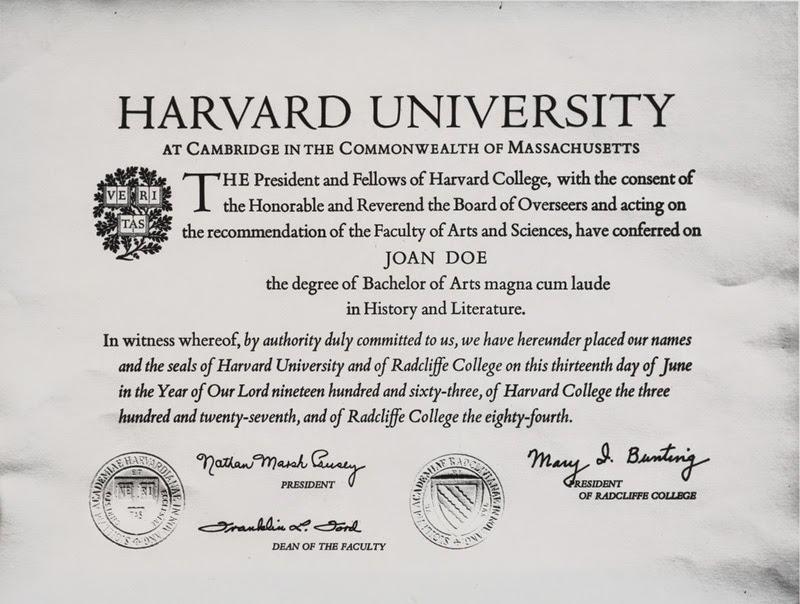 HARVARD UNIVERSITY
AT CAMBRIDGE IN THE COMMONWEALTH OF MASSACHUSETTS
VE RI
TAS
THE President and Fellows of Harvard College, with the consent of
the Honorable and Reverend the Board of Overseers and acting on
the recommendation of the Faculty of Arts and Sciences, have conferred on
JOAN DOE
the degree of Bachelor of Arts magna cum laude
in History and Literature.
In witness whereof, by authority duly committed to us, we have hereunder placed our names
and the seals of Harvard University and of Radcliffe College on this thirteenth day of June
in the Year of Our Lord nineteen hundred and sixty-three, of Harvard College the three
hundred and twenty-seventh, and of Radcliffe College the eighty-fourth.
Nathan Marsh Pusey
PRESIDENT
Franklin L. Ford
DEAN OF THE FACULTY
VE RI
TAS
Mary I. Bunting
PRESIDENT
OF RADCLIFFE COLLEGE